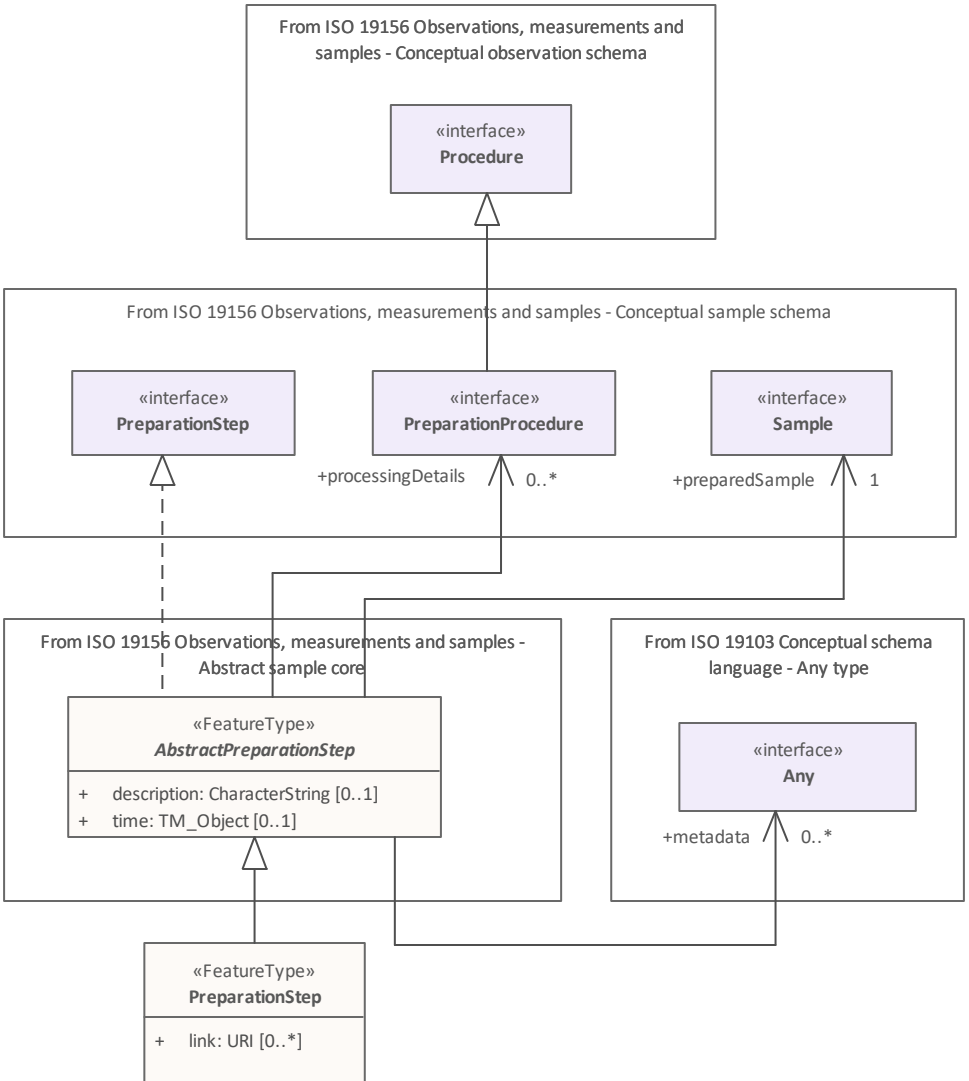 From ISO 19156 Observations, measurements and
samples - Conceptual observation schema
«interface»
Procedure
From ISO 19156 Observations, measurements and samples - Conceptual sample schema
«interface»
PreparationStep
«interface»
PreparationProcedure
«interface»
Sample
+processingDetails
0..*
+preparedSample
1
From ISO 19156 Observations, measurements and samples -
Abstract sample core
«FeatureType»
AbstractPreparationStep
+ description: CharacterString [0..1]
+ time: TM_Object [0..1]
From ISO 19103 Conceptual schema
language - Any type
«interface»
Any
+metadata
0..*
«FeatureType»
PreparationStep
+ link: URI [0..*]